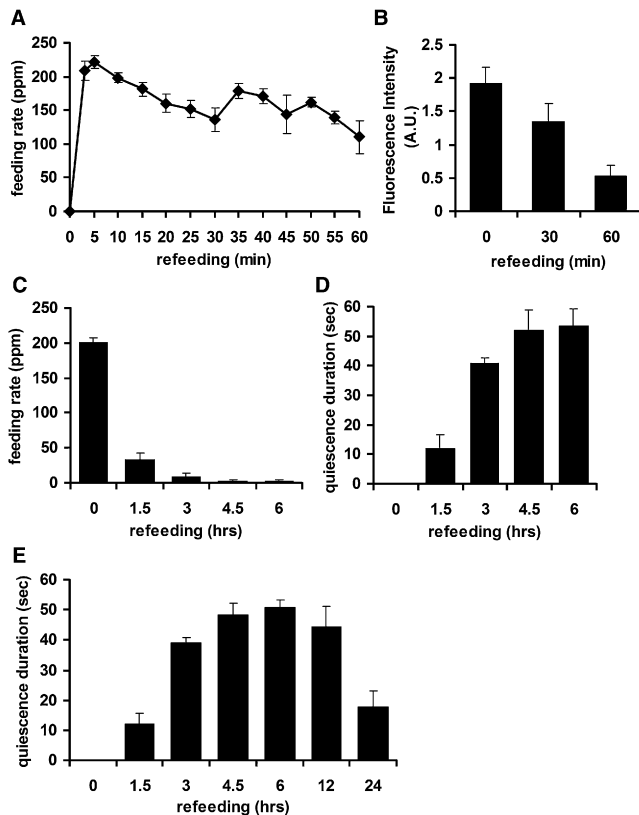 A
feeding rate (ppm)
250
200
150
100
50
0
0 5 10 15 20 25 30 35 40 45 50 55 60
refeeding (min)
B
Fluorescence Intensity
(A.U.)
2.5
2
1.5
1
0.5
0
0 30 60
refeeding (min)
C
feeding rate (ppm)
250
200
150
100
50
0
0 1.5 3 4.5 6
refeeding (hrs)
D
quiescence duration (sec)
60
50
40
30
20
10
0
0 1.5 3 4.5 6
refeeding (hrs)
E
quiescence duration (sec)
60
50
40
30
20
10
0
0 1.5 3 4.5 6 12 24
refeeding (hrs)